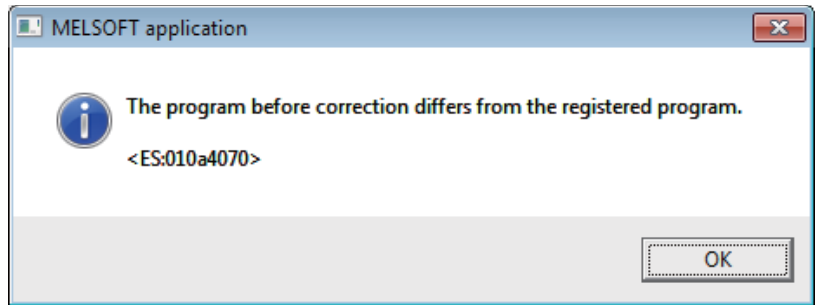 MELSOFT application
The program before correction differs from the registered program.
<ES:010a4070>
OK